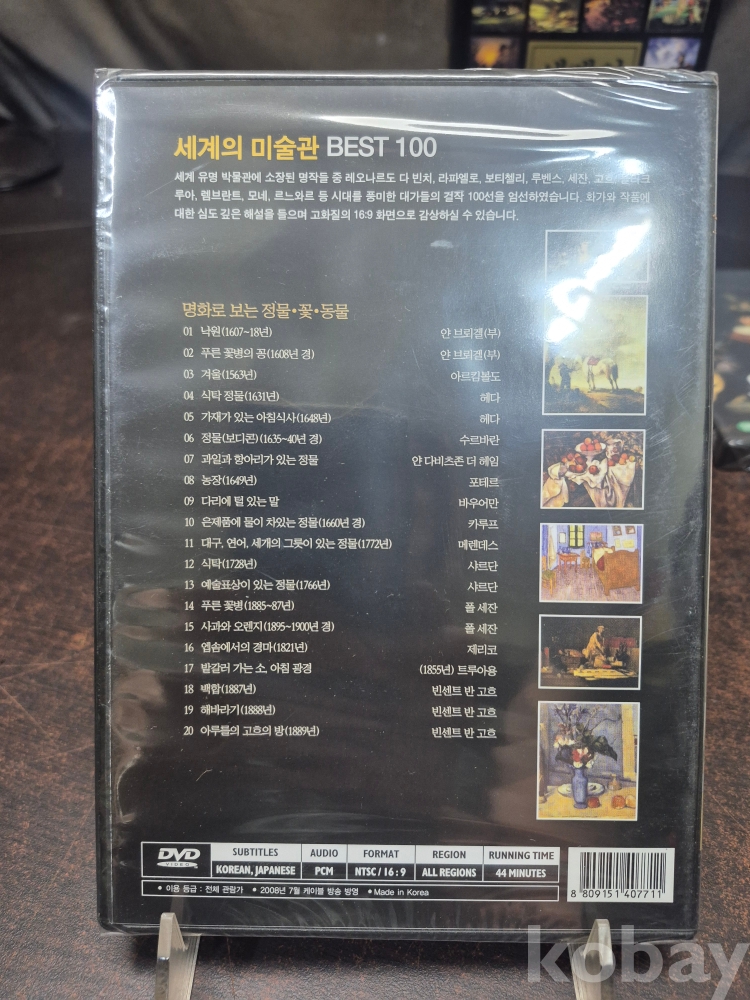 세계의 미술관 BEST 100
세계 유명 박물관에 소장된 명작들 중 레오나르도 다 빈치, 라파엘로, 보티첼리, 루벤스, 세잔, 고흐,
루아, 렘브란트, 모네, 르느와르 등 시대를 풍미한 대가들의 걸작 100선을 엄선하였습니다. 화가와 작품에
대한 심도 깊은 해설을 들으며 고화질의 16:9 화면으로 감상하실 수 있습니다.
명화로 보는 정물•꽃•동물
01 낙원(1607~18년) 얀 브뢰겔(부)
02 푸른 꽃병의 꽁(1608년 경) 얀 브뢰겔(부)
03 겨울(1563년) 아르킴볼도
04 식탁 정물(1631년) 헤다
05 가재가 있는 아침식사(1648년) 헤다
06 정물(보디콘)(1635~40년 경) 수르바란
07 과일과 항아리가 있는 정물 얀 다비츠존 더 헤임
08 농장(1649년) 포테르
09 다리에 털 있는 말 바우어만
10 은제품에 물이 차있는 정물(1660년 경) 카루프
11 대구, 연어, 세개의 그릇이 있는 정물(1772년) 메렌데스
12 식탁(1728년) 샤르단
13 예술표상이 있는 정물(1766년) 샤르단
14 푸른 꽃병(1885~87년) 폴 세잔
15 사과와 오렌지(1895~1900년 경) 폴 세잔
16 엡솜에서의 경마(1821년) 제리코
17 밭갈러 가는 소, 아침 광경 (1855년) 트루아용
18 백합(1887년) 빈센트 반 고흐
19 해바라기(1888년) 빈센트 반 고흐
20 아루를의 고흐의 방(1889년) 빈센트 반 고흐
DVD VIDEO
SUBTITLES AUDIO FORMAT REGION RUNNING TIME
KOREAN, JAPANESE PCM NTSC / 16 : 9 ALL REGIONS 44 MINUTES
• 이용 등급 : 전체 관람가 • 2008년 7월 케이블 방송 방영 • Made in Korea
8 809151 407711
kobay